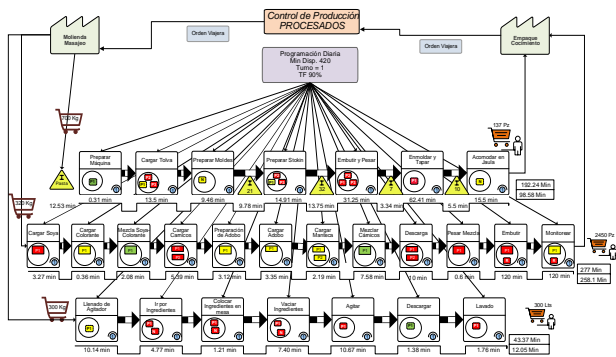 Control de Producción
PROCESADOS
Molienda
Masajeo
Orden Viajera
Orden Viajera
Empaque
Cocimiento
Programación Diaria
Min Disp. 420
Turno = 1
TF 90%
700 Kg
137 Pz
Pasta
Preparar
Máquina
Cargar Tolva
Preparar Moldes
Preparar Stokin
Embutir y Pesar
Enmoldar y
Tapar
Acomodar en
Jaula
12.53 min
0.31 min
13.5 min
9.46 min
9.78 min
14.91 min
13.75 min
31.25 min
3.34 min
62.41 min
5.5 min
15.5 min
192.24 Min
98.58 Min
320 Kg
2450 Pz
Cargar Soya
Cargar
Colorante
Mezcla Soya-
Colorante
Cargar
Carnicos
Preparación
de Adobo
Cargar
Adobo
Cargar
Manteca
Mezclar
Cárnicos
Descarga
Pesar Mezcla
Embutir
Monitorear
3.27 min
0.36 min
2.08 min
5.39 min
3.12 min
3.35 min
2.19 min
7.58 min
10 min
0.6 min
120 min
120 min
277 Min
258.1 Min
300 Kg
300 Lts
Llenado de
Agitador
Ir por
Ingredientes
Colocar
Ingredientes en
mesa
Vaciar
Ingredientes
Agitar
Descargar
Lavado
10.14 min
4.77 min
1.21 min
7.40 min
10.67 min
1.38 min
1.76 min
43.37 Min
12.05 Min